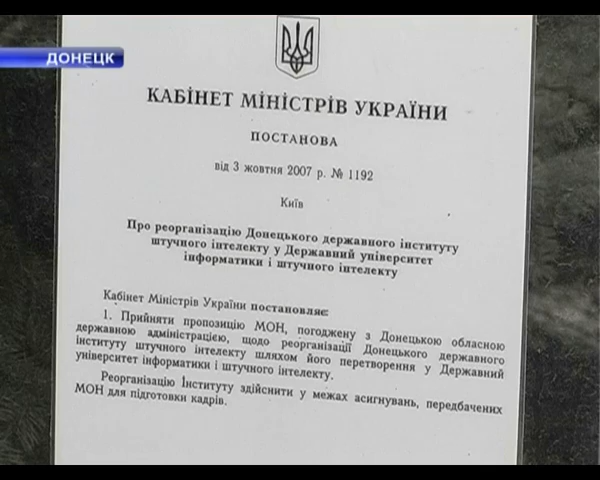 ДОНЕЦК
КАБІНЕТ МІНІСТРІВ УКРАЇНИ
ПОСТАНОВА
від 3 жовтня 2007 р. № 1192
Київ
Про реорганізацію Донецького державного інституту
штучного інтелекту у Державний університет
інформатики і штучного інтелекту
Кабінет Міністрів України постановляє:
1. Прийняти пропозицію МОН, погоджену з Донецькою обласною
державною адміністрацією, щодо реорганізації Донецького державного
інституту штучного інтелекту шляхом його перетворення у Державний
університет інформатики і штучного інтелекту.
Реорганізацію Інституту здійснити у межах асигнувань, передбачених
МОН для підготовки кадрів.